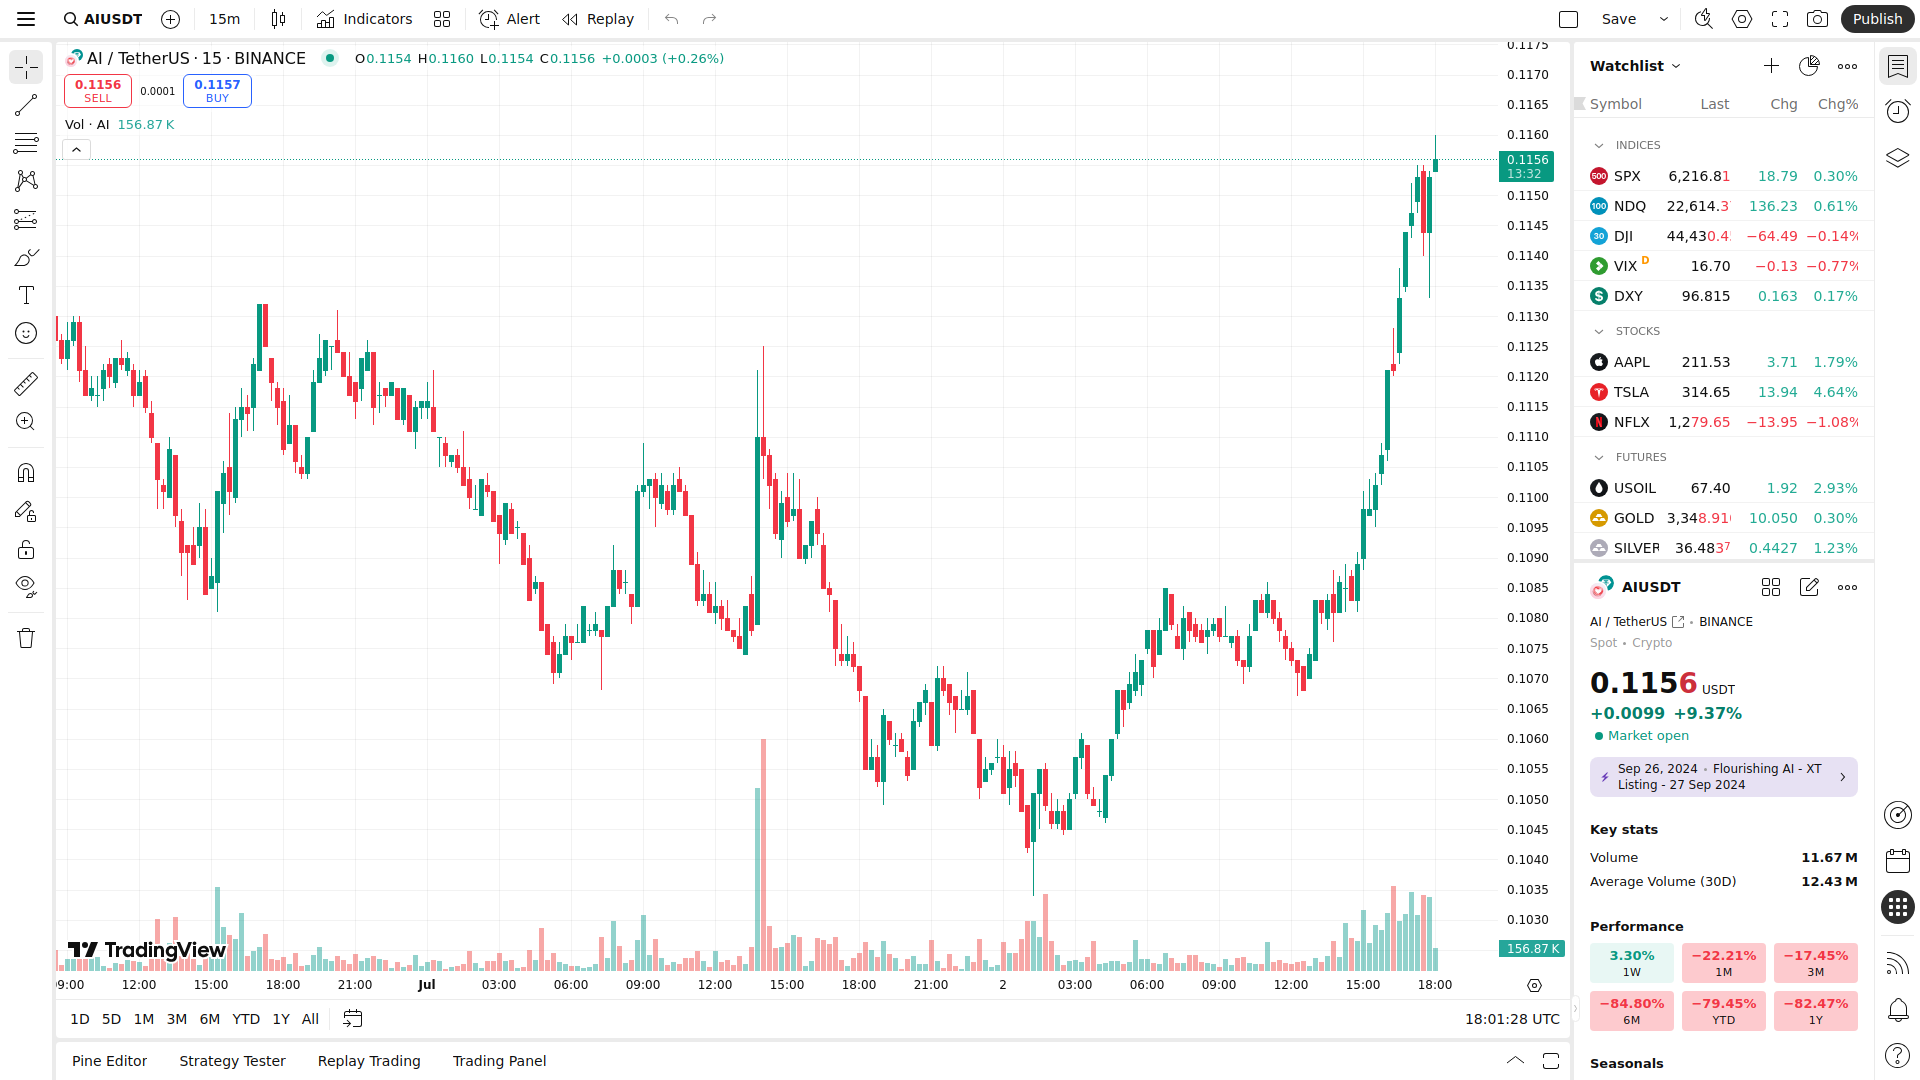 AIUSDT 15m Indicators Alert Replay Save Publish
AI / TetherUS · 15 · BINANCE O0.1154 H0.1160 L0.1154 C0.1156 +0.0003 (+0.26%)
0.1156 SELL 0.0001 0.1157 BUY
Vol · AI 156.87 K
0.1175
0.1170
0.1165
0.1160
0.1156
13:32
0.1150
0.1145
0.1140
0.1135
0.1130
0.1125
0.1120
0.1115
0.1110
0.1105
0.1100
0.1095
0.1090
0.1085
0.1080
0.1075
0.1070
0.1065
0.1060
0.1055
0.1050
0.1045
0.1040
0.1035
0.1030
156.87 K
TradingView
09:00 12:00 15:00 18:00 21:00 Jul 03:00 06:00 09:00 12:00 15:00 18:00 21:00 2 03:00 06:00 09:00 12:00 15:00 18:00
1D 5D 1M 3M 6M YTD 1Y All 18:01:28 UTC
Pine Editor Strategy Tester Replay Trading Trading Panel
Watchlist
Symbol Last Chg Chg%
INDICES
500 SPX 6,216.81 18.79 0.30%
100 NDQ 22,614.3 136.23 0.61%
30 DJI 44,430.4 −64.49 −0.14%
VIX D 16.70 −0.13 −0.77%
DXY 96.815 0.163 0.17%
STOCKS
AAPL 211.53 3.71 1.79%
TSLA 314.65 13.94 4.64%
NFLX 1,279.65 −13.95 −1.08%
FUTURES
USOIL 67.40 1.92 2.93%
GOLD 3,348.91 10.050 0.30%
SILVER 36.487 0.4427 1.23%
AIUSDT
AI / TetherUS • BINANCE
Spot • Crypto
0.1156 USDT
+0.0099 +9.37%
Market open
Sep 26, 2024 • Flourishing AI - XT
Listing - 27 Sep 2024
Key stats
Volume 11.67 M
Average Volume (30D) 12.43 M
Performance
3.30% −22.21% −17.45%
1W 1M 3M
−84.80% −79.45% −82.47%
6M YTD 1Y
Seasonals